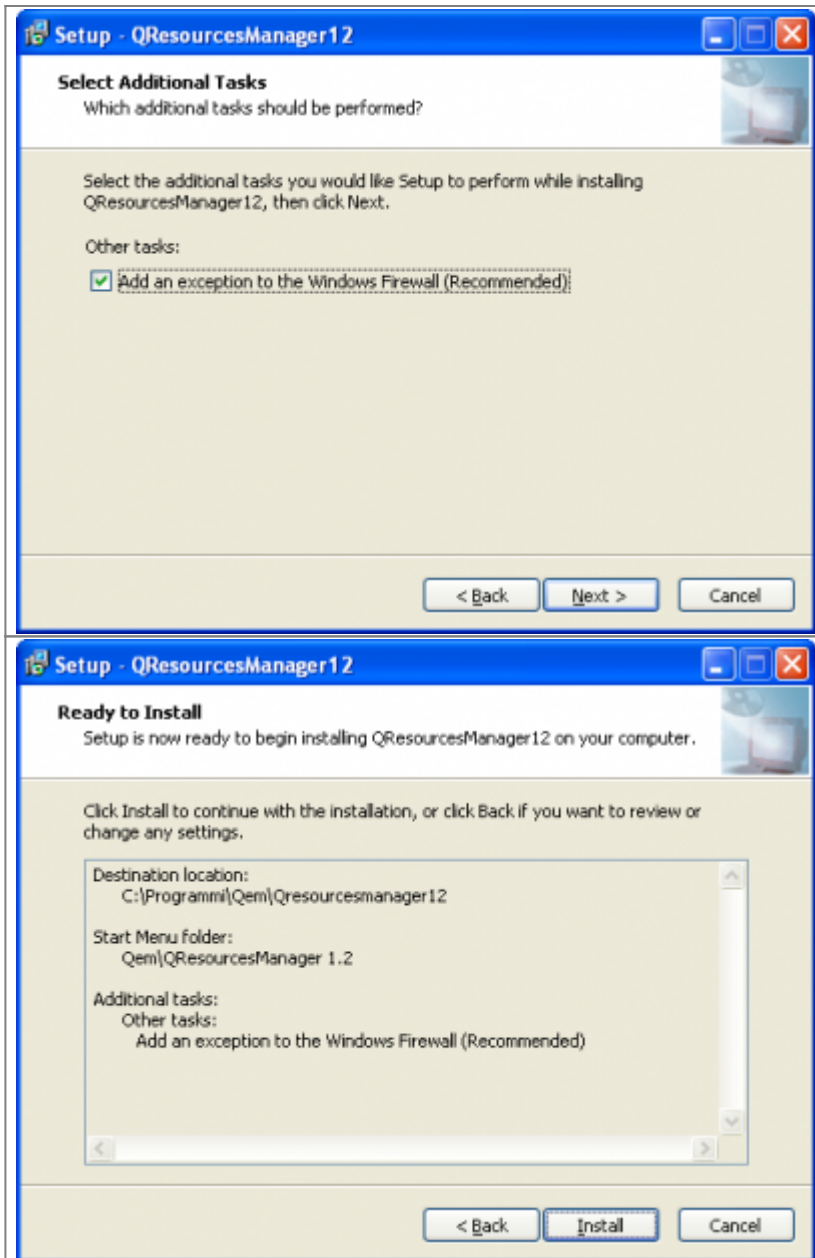 Setup - QResourcesManager12
Select Additional Tasks
Which additional tasks should be performed?
Select the additional tasks you would like Setup to perform while installing
QResourcesManager12, then click Next.
Other tasks:
Add an exception to the Windows Firewall (Recommended)
< Back Next > Cancel
Setup - QResourcesManager12
Ready to Install
Setup is now ready to begin installing QResourcesManager12 on your computer.
Click Install to continue with the installation, or click Back if you want to review or
change any settings.
Destination location:
C:\Programmi\Qem\Qresourcesmanager12
Start Menu folder:
Qem\QResourcesManager 1.2
Additional tasks:
Other tasks:
Add an exception to the Windows Firewall (Recommended)
< Back Install Cancel